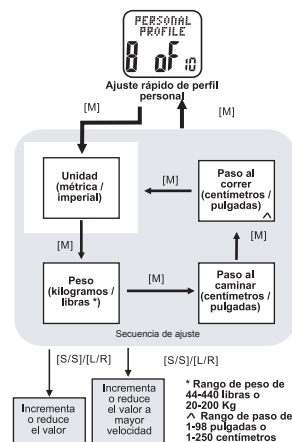 PERSONAL
PROFILE
8 oF 10
Ajuste rápido de perfil
personal
[M]
[M]
Unidad
(métrica /
imperial)
[M]
Paso al
correr
(centímetros /
pulgadas)
^
[M]
[M]
Peso
(kilogramos /
libras *)
[M]
Paso al
caminar
(centímetros /
pulgadas)
Secuencia de ajuste
[S/S]/[L/R]
[S/S]/[L/R]
Incrementa
o reduce
el valor
Incrementa
o reduce
el valor a
mayor
velocidad
* Rango de peso de
44-440 libras o
20-200 Kg
^ Rango de paso de
1-98 pulgadas o
1-250 centímetros